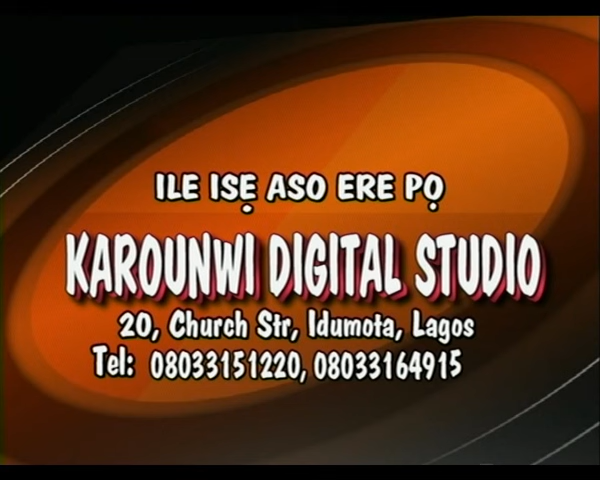 ILE ISẸ ASO ERE PỌ
KAROUNWI DIGITAL STUDIO
20, Church Str, Idumota, Lagos
Tel: 08033151220, 08033164915